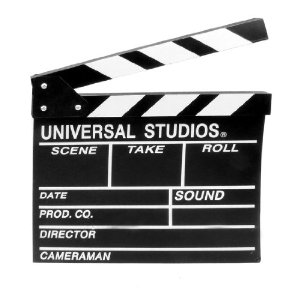 UNIVERSAL STUDIOS®
SCENE TAKE ROLL
DATE SOUND
PROD. CO.
DIRECTOR
CAMERAMAN